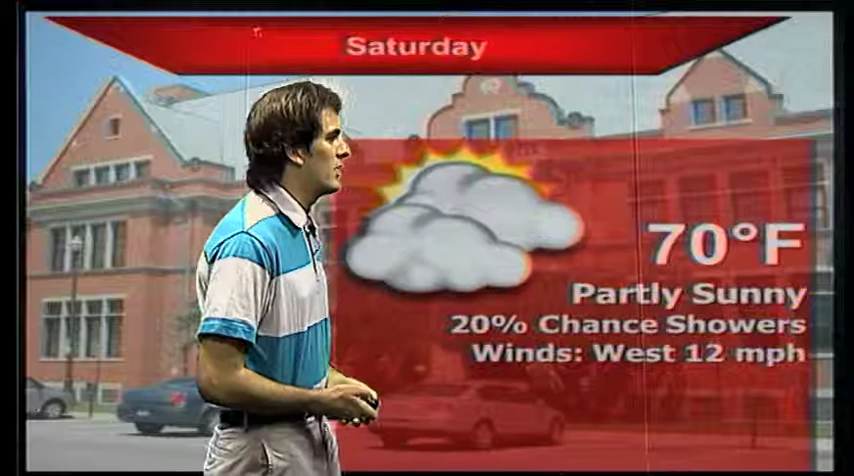 Saturday
70°F
Partly Sunny
20% Chance Showers
Winds: West 12 mph